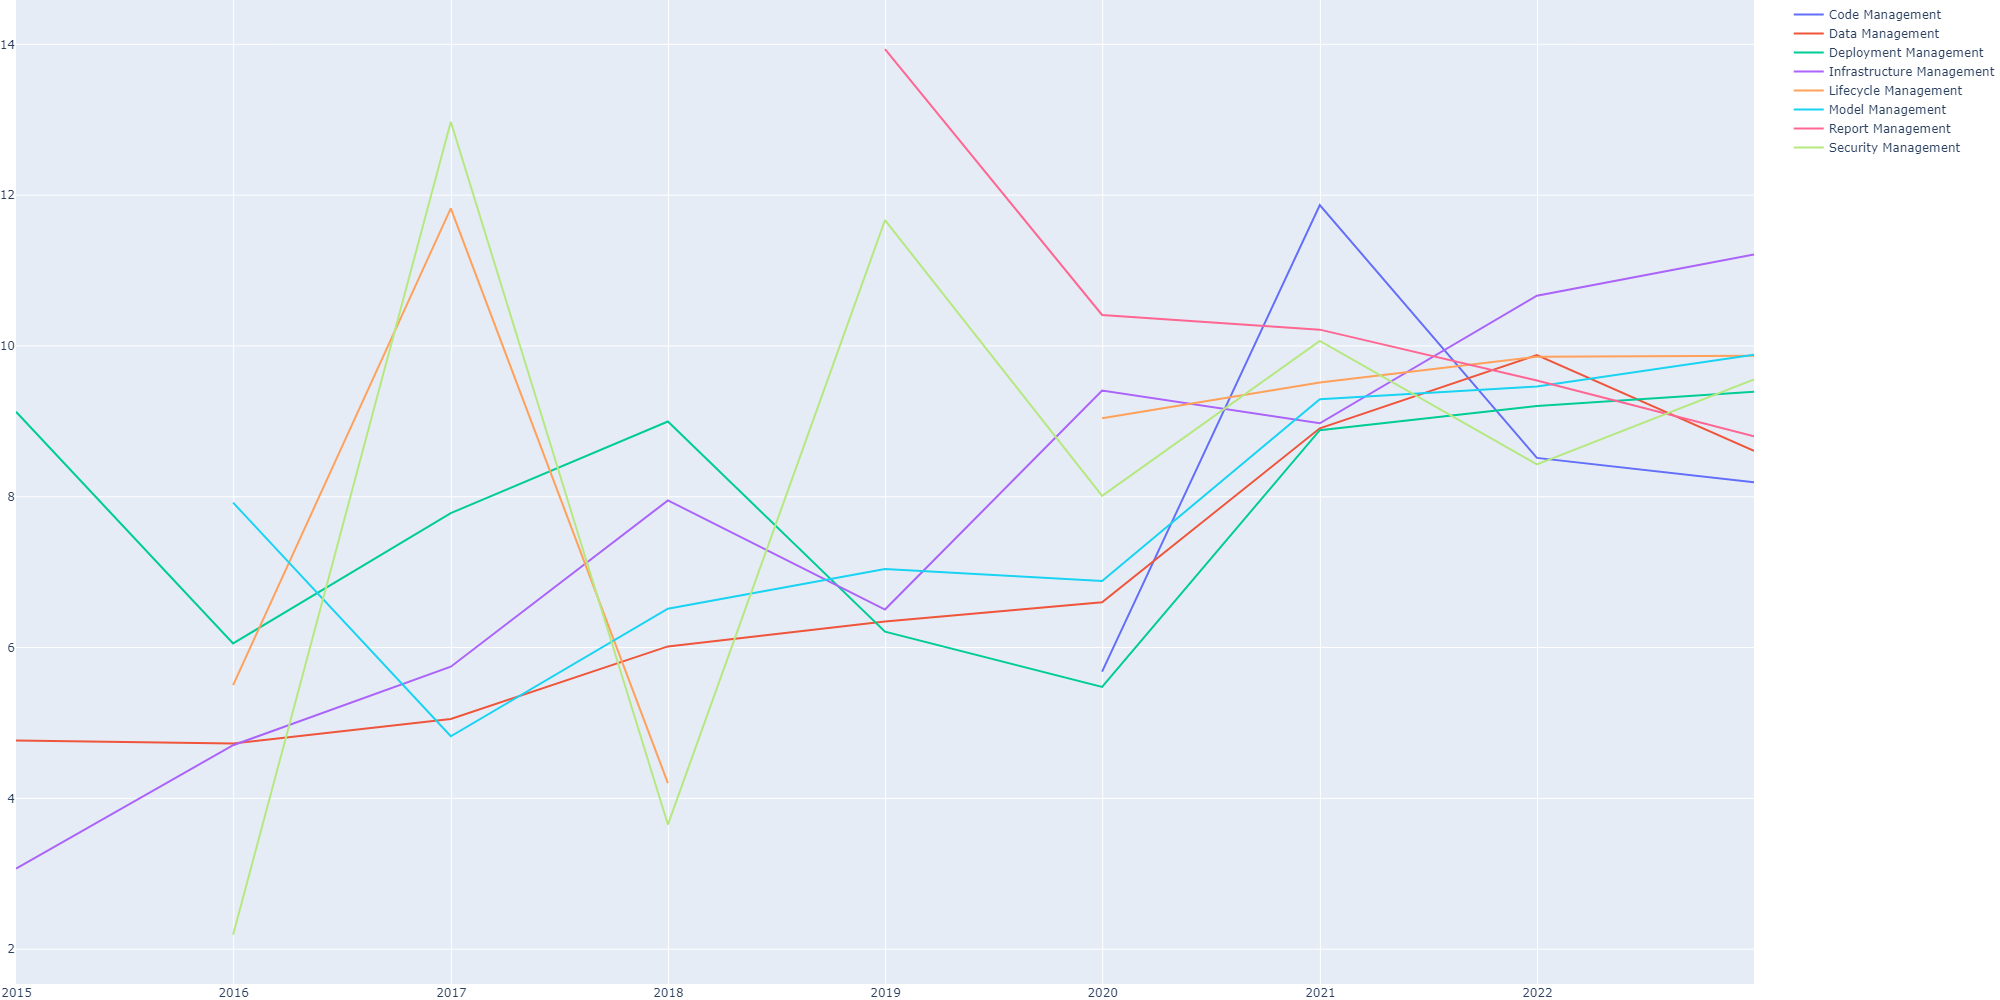 14
12
10
8
6
4
2
2015 2016 2017 2018 2019 2020 2021 2022
Code Management
Data Management
Deployment Management
Infrastructure Management
Lifecycle Management
Model Management
Report Management
Security Management